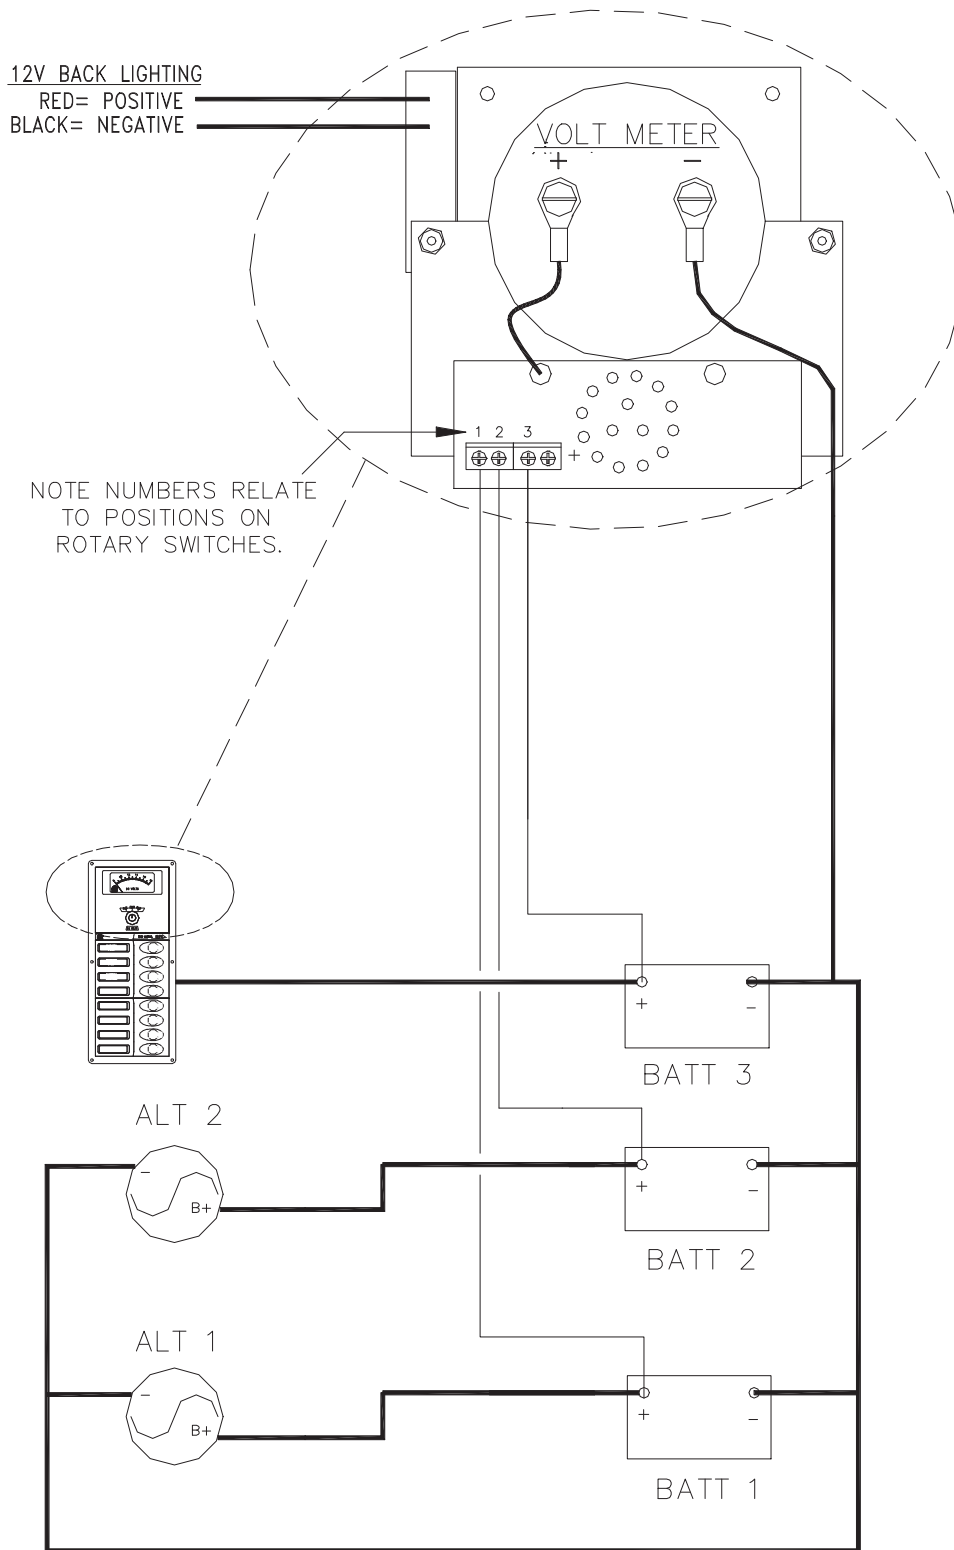 12V BACK LIGHTING
RED= POSITIVE
BLACK= NEGATIVE
VOLT METER
+ −
1 2 3
+
NOTE NUMBERS RELATE
TO POSITIONS ON
ROTARY SWITCHES.
+ −
BATT 3
ALT 2
−
B+
+ −
BATT 2
ALT 1
−
B+
+ −
BATT 1